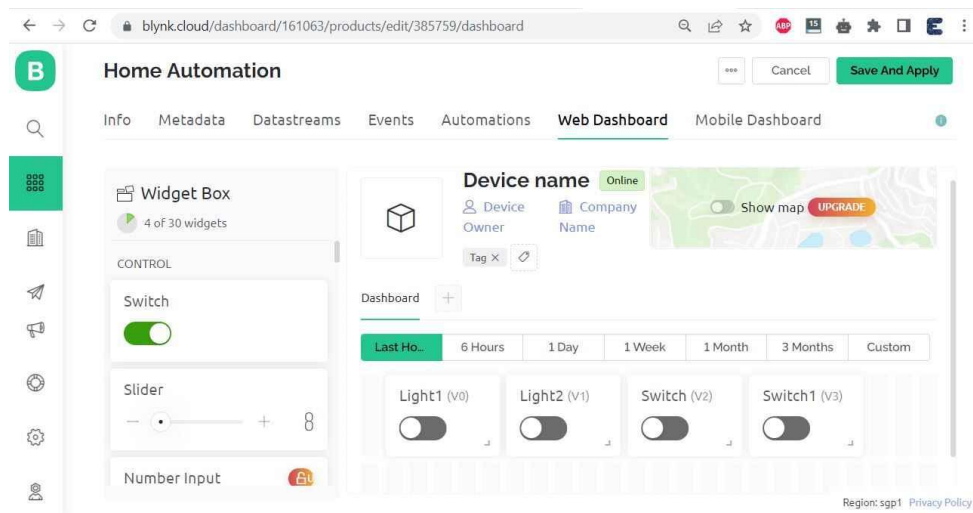 blynk.cloud/dashboard/161063/products/edit/385759/dashboard
ABP
15
B
Home Automation
Cancel
Save And Apply
Info Metadata Datastreams Events Automations Web Dashboard Mobile Dashboard
Widget Box
4 of 30 widgets
CONTROL
Switch
Slider
8
Number Input
Device name Online
Device Owner
Company Name
Tag
Show map UPGRADE
Dashboard
Last Ho... 6 Hours 1 Day 1 Week 1 Month 3 Months Custom
Light1 (V0) Light2 (V1) Switch (V2) Switch1 (V3)
Region: sgp1 Privacy Policy